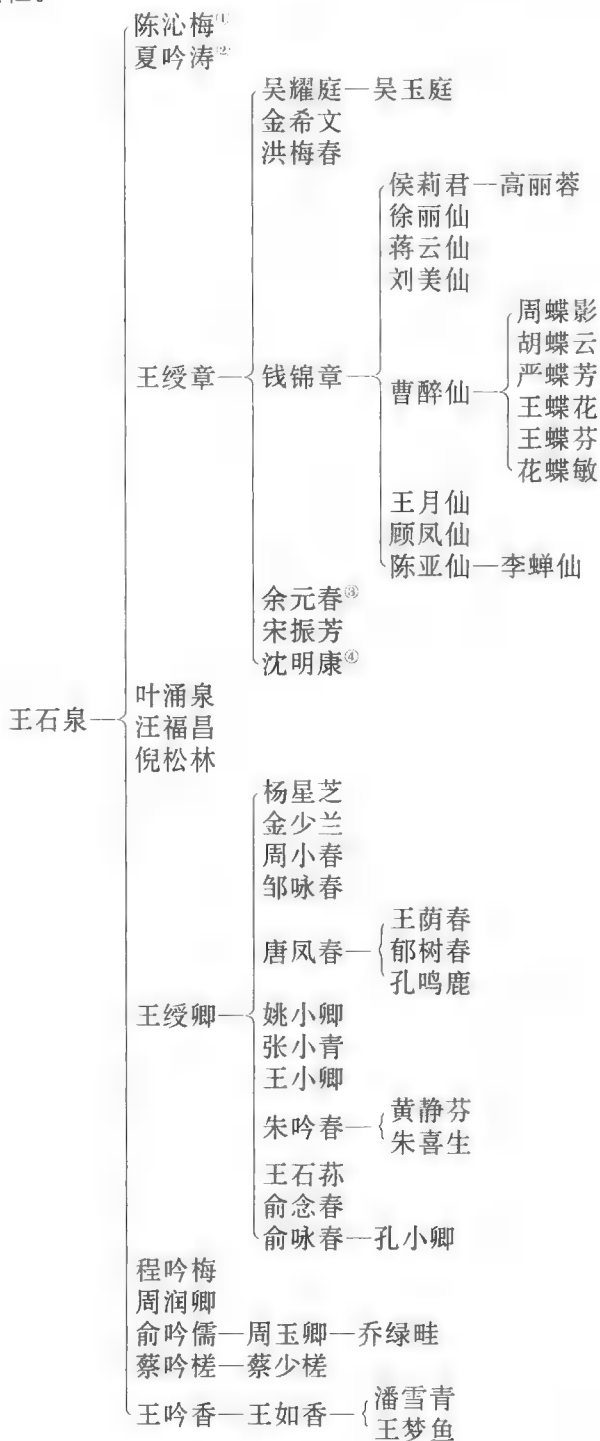 陈沁梅①
夏吟涛②
吴耀庭—吴玉庭
金希文
洪梅春
侯莉君—高丽蓉
徐丽仙
蒋云仙
刘美仙
周蝶影
胡蝶云
王绶章—钱锦章—曹醉仙—严蝶芳
王蝶花
王蝶芬
花蝶敏
王月仙
顾凤仙
陈亚仙—李蝉仙
余元春③
宋振芳
沈明康④
叶涌泉
王石泉—汪福昌
倪松林
杨星芝
金少兰
周小春
邹咏春
王荫春
唐凤春—郁树春
孔鸣鹿
王绶卿—姚小卿
张小青
王小卿
朱吟春—黄静芬
朱喜生
王石荪
俞念春
俞咏春—孔小卿
程吟梅
周润卿
俞吟儒—周玉卿—乔绿畦
蔡吟槎—蔡少槎
王吟香—王如香—潘雪青
王梦鱼